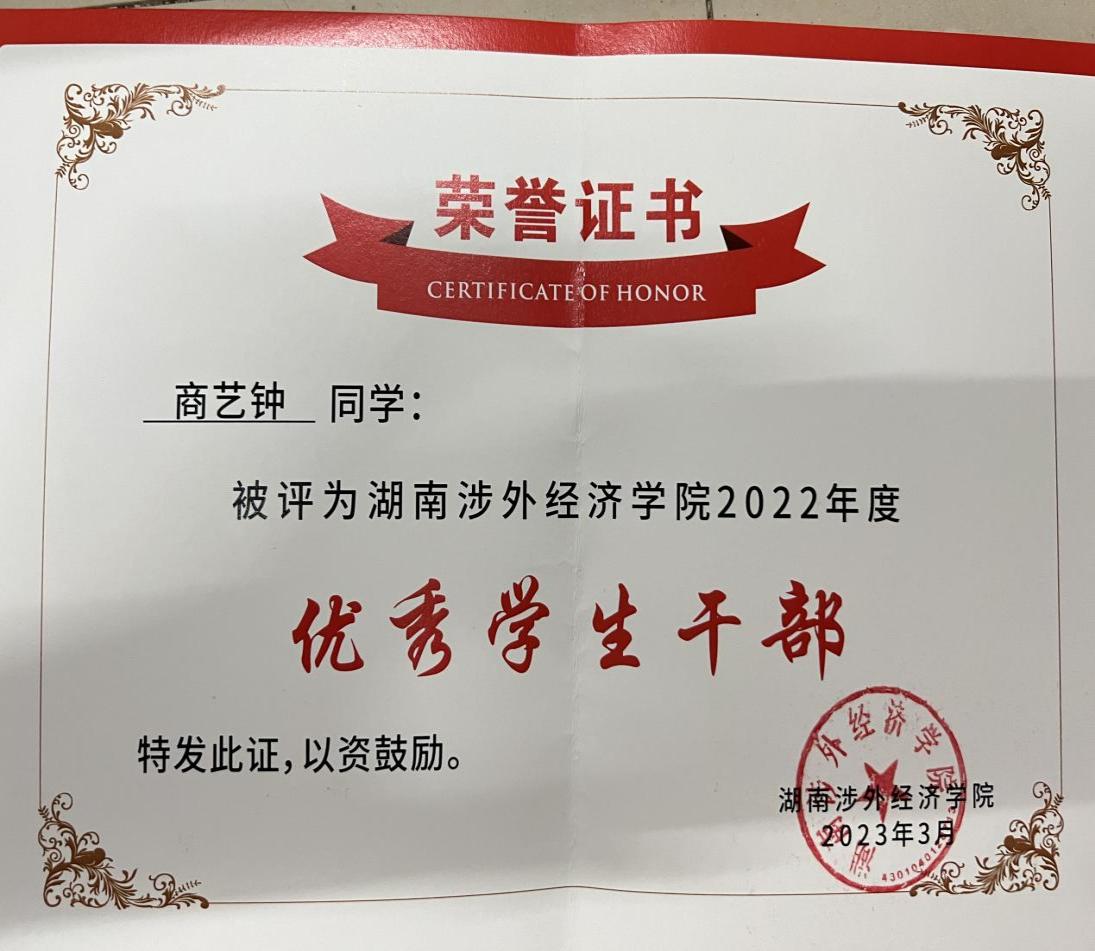 荣誉证书
CERTIFICATE OF HONOR
商艺钟 同学：
被评为湖南涉外经济学院2022年度
优秀学生干部
特发此证，以资鼓励。
湖南涉外经济学院
2023年3月